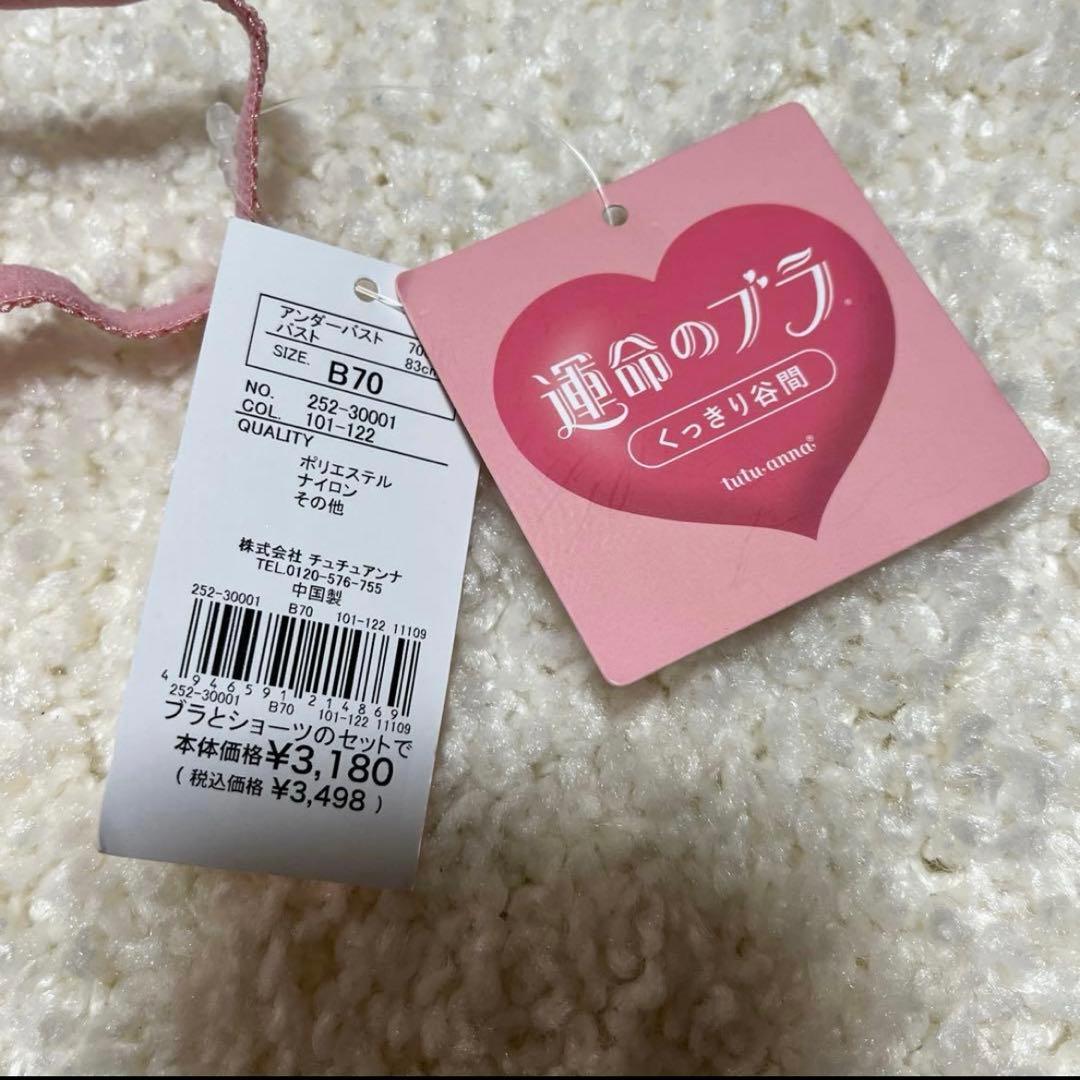 アンダーバスト 70
バスト 83cm
SIZE. B70
NO. 252-30001
COL. 101-122
QUALITY
ポリエステル
ナイロン
その他
株式会社 チュチュアンナ
TEL.0120-576-755
中国製
252-30001 B70 101-122 11109
4 946591 214869
252-30001 B70 101-122 11109
ブラとショーツのセットで
本体価格 ¥3,180
( 税込価格 ¥3,498 )
運命のブラ
くっきり谷間
tutu-anna®